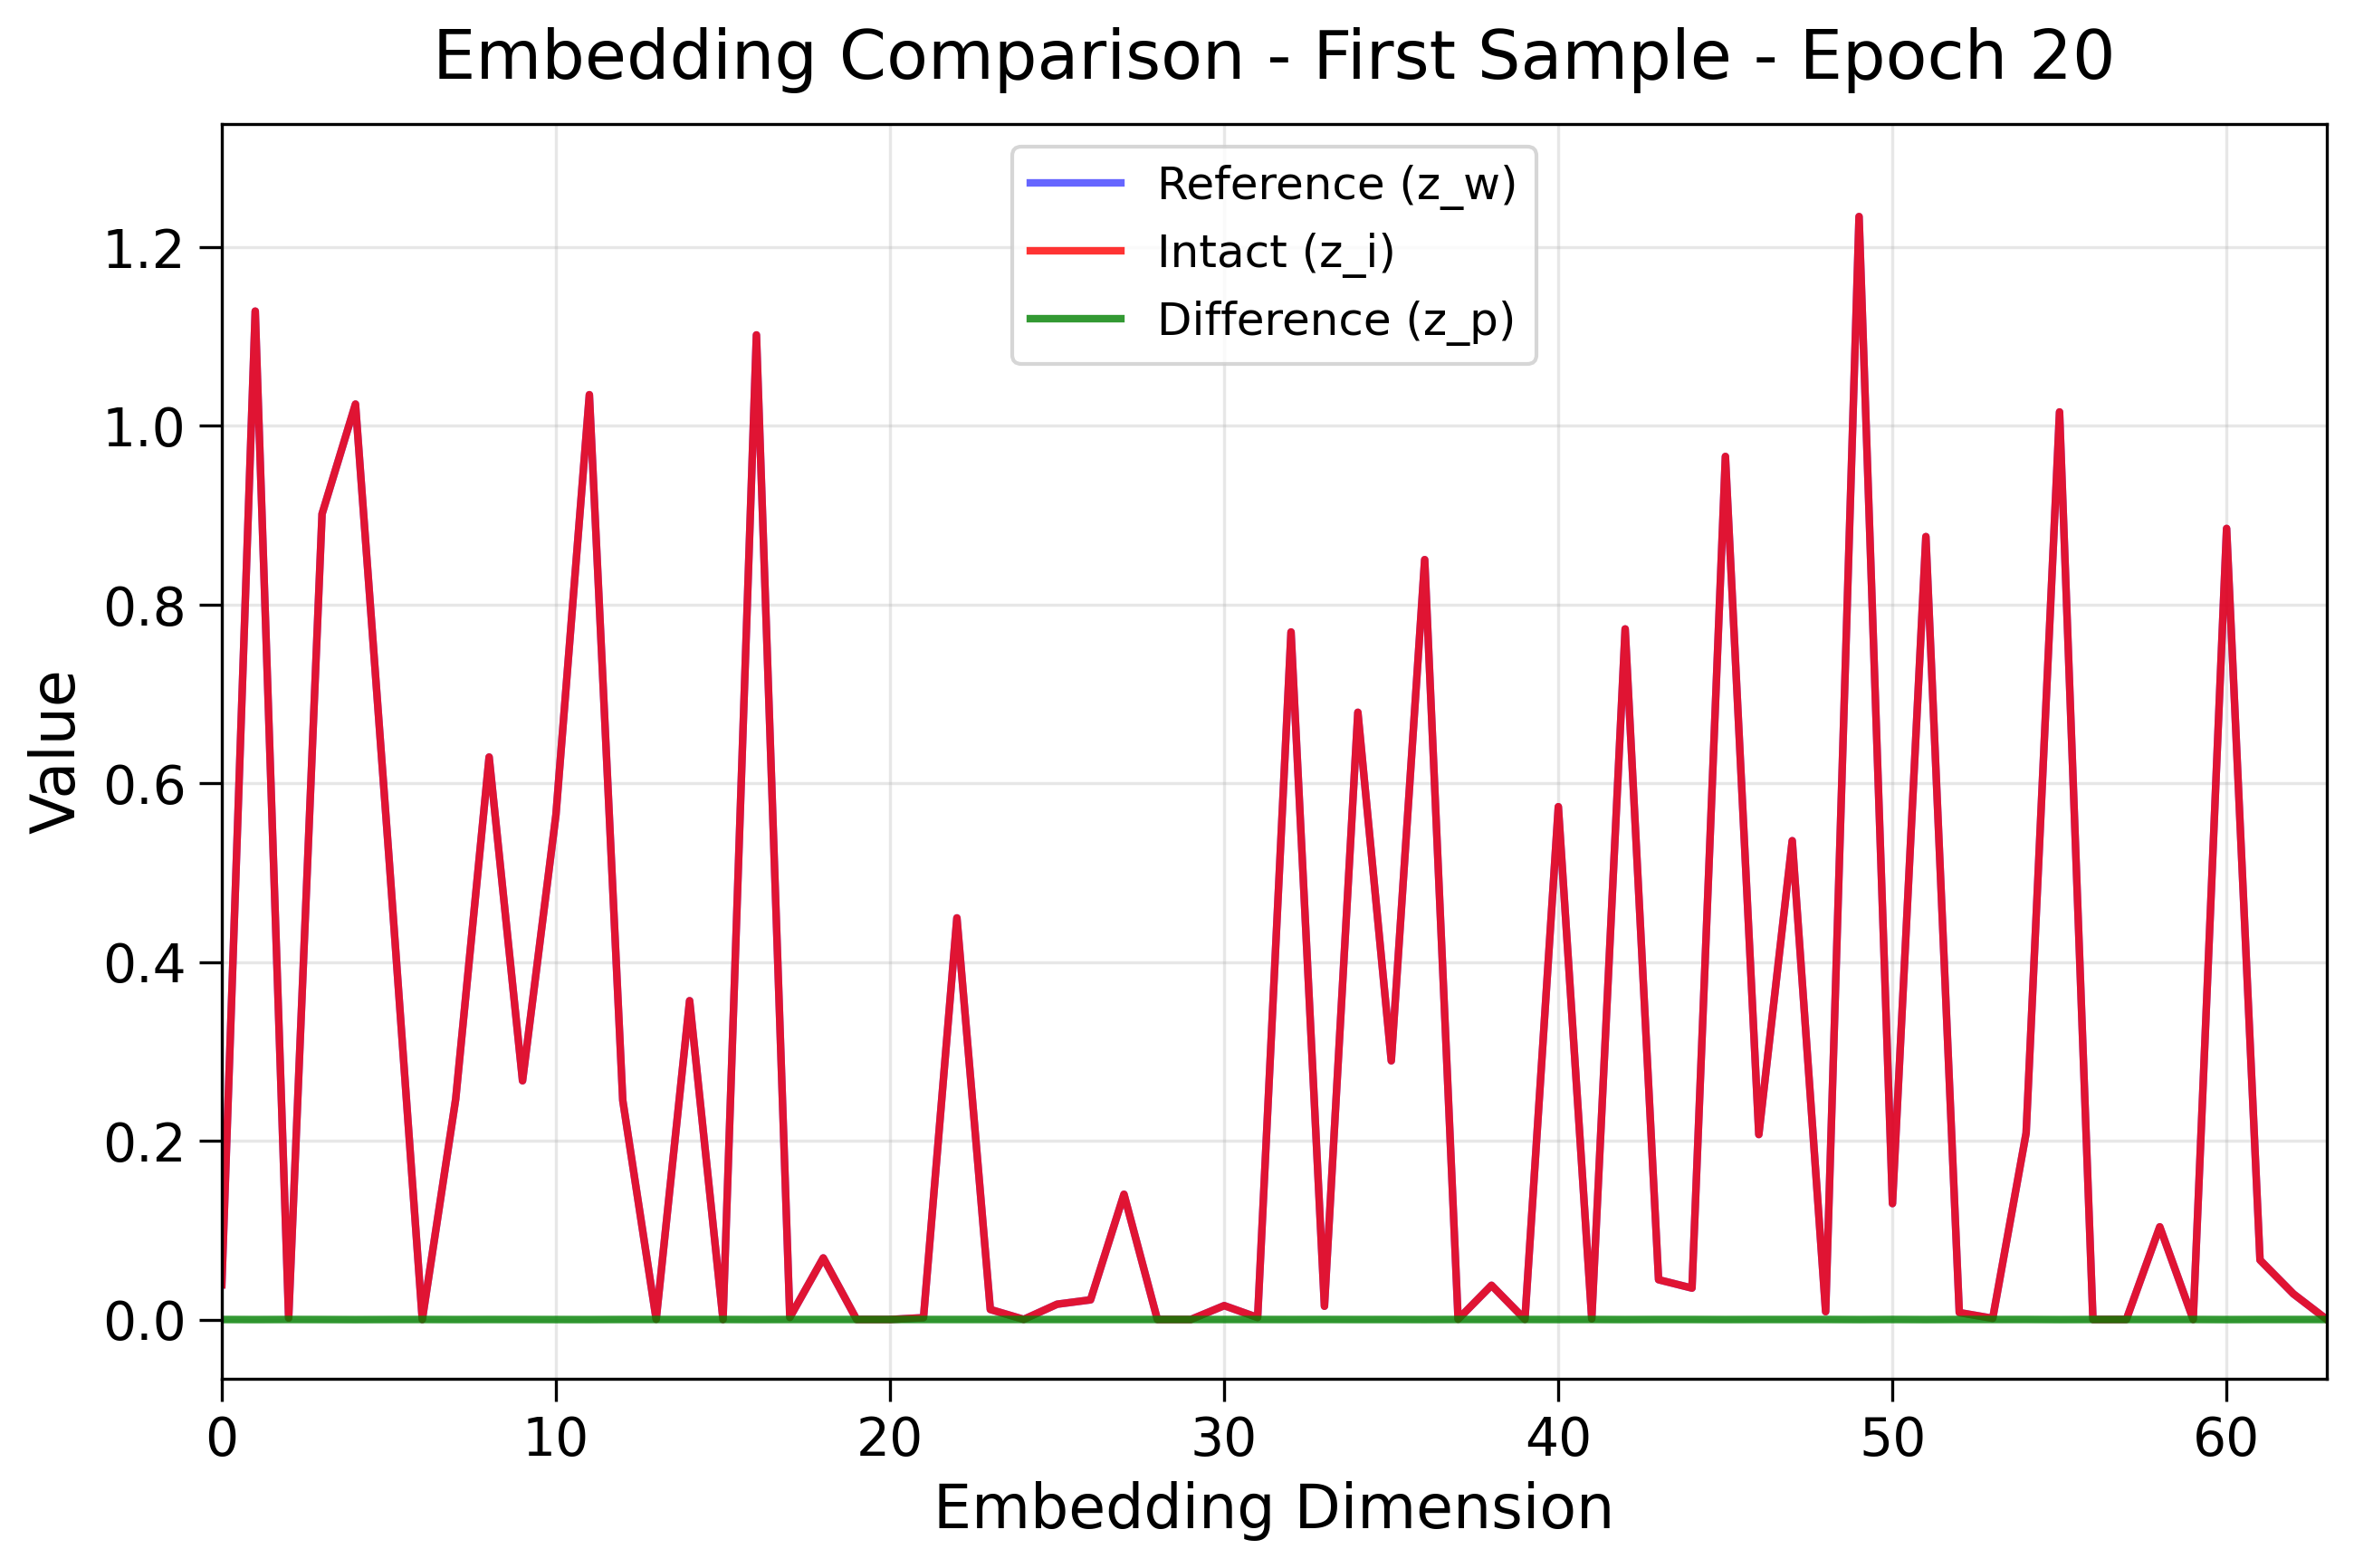 Embedding Comparison - First Sample - Epoch 20
Reference (z_w)
Intact (z_i)
Difference (z_p)
1.2
1.0
0.8
0.6
0.4
0.2
0.0
Value
0 10 20 30 40 50 60
Embedding Dimension